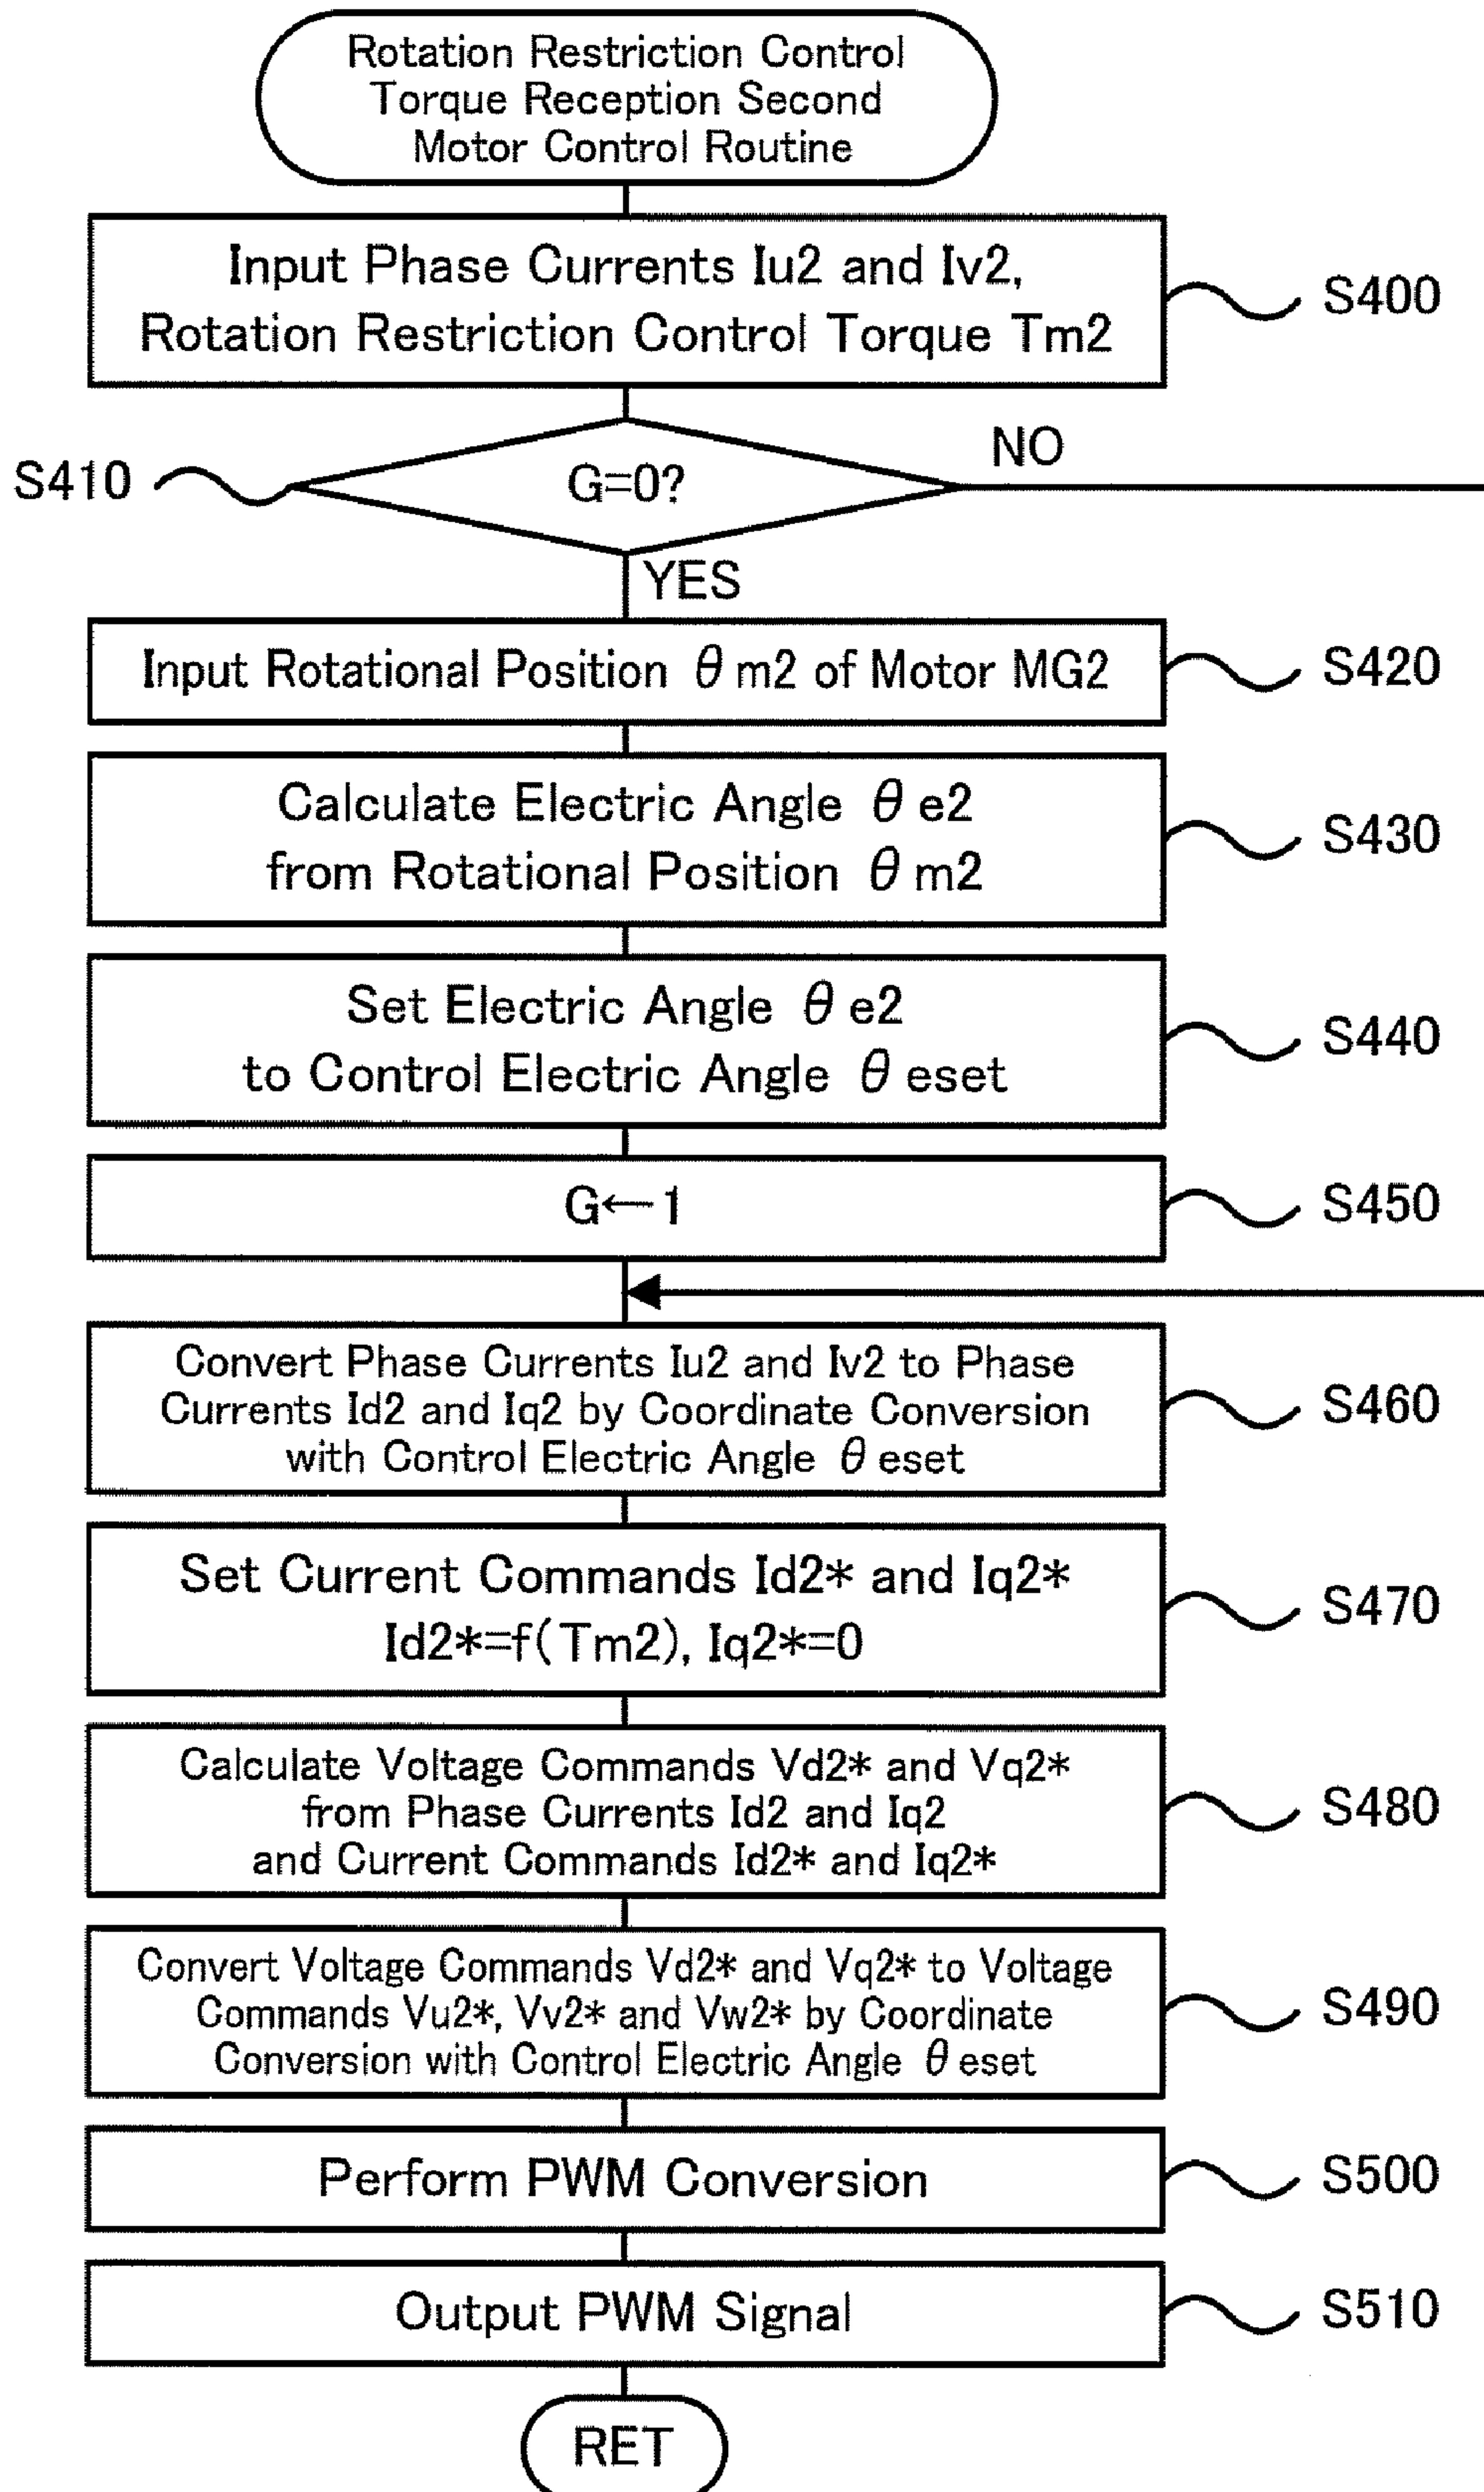 Rotation Restriction Control
Torque Reception Second
Motor Control Routine
Input Phase Currents Iu2 and Iv2,
Rotation Restriction Control Torque Tm2
S400
S410
G=0?
NO
YES
Input Rotational Position θm2 of Motor MG2
S420
Calculate Electric Angle θe2
from Rotational Position θm2
S430
Set Electric Angle θe2
to Control Electric Angle θeset
S440
G←1
S450
Convert Phase Currents Iu2 and Iv2 to Phase
Currents Id2 and Iq2 by Coordinate Conversion
with Control Electric Angle θeset
S460
Set Current Commands Id2* and Iq2*
Id2*=f(Tm2), Iq2*=0
S470
Calculate Voltage Commands Vd2* and Vq2*
from Phase Currents Id2 and Iq2
and Current Commands Id2* and Iq2*
S480
Convert Voltage Commands Vd2* and Vq2* to Voltage
Commands Vu2*, Vv2* and Vw2* by Coordinate
Conversion with Control Electric Angle θeset
S490
Perform PWM Conversion
S500
Output PWM Signal
S510
RET